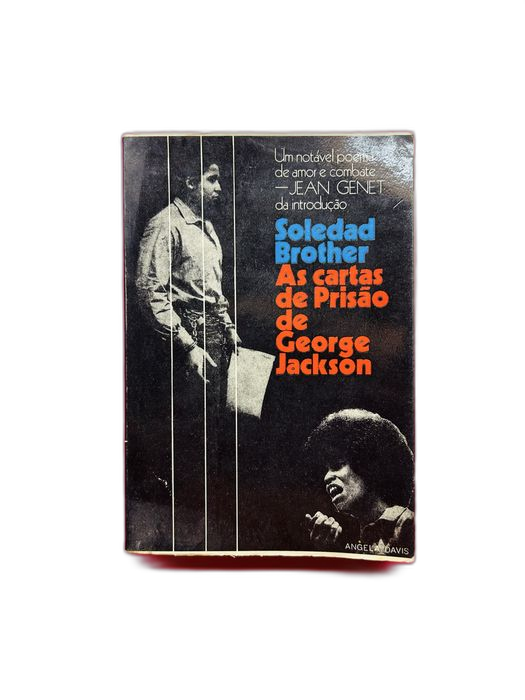 Um notável poema
de amor e combate
—JEAN GENET
da introdução
Soledad
Brother
As cartas
de Prisão
de
George
Jackson
ANGELA DAVIS